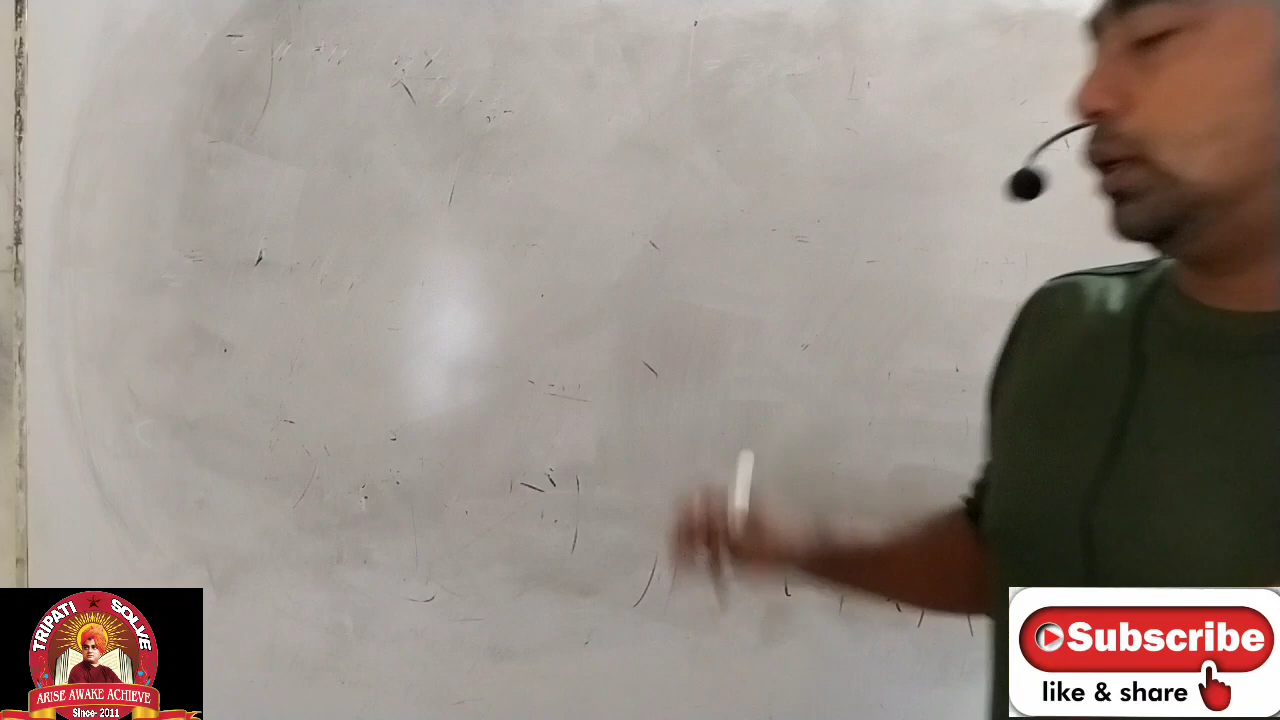 TRIPATI SOLVE
ARISE AWAKE ACHIEVE
Since- 2011
Subscribe
like & share